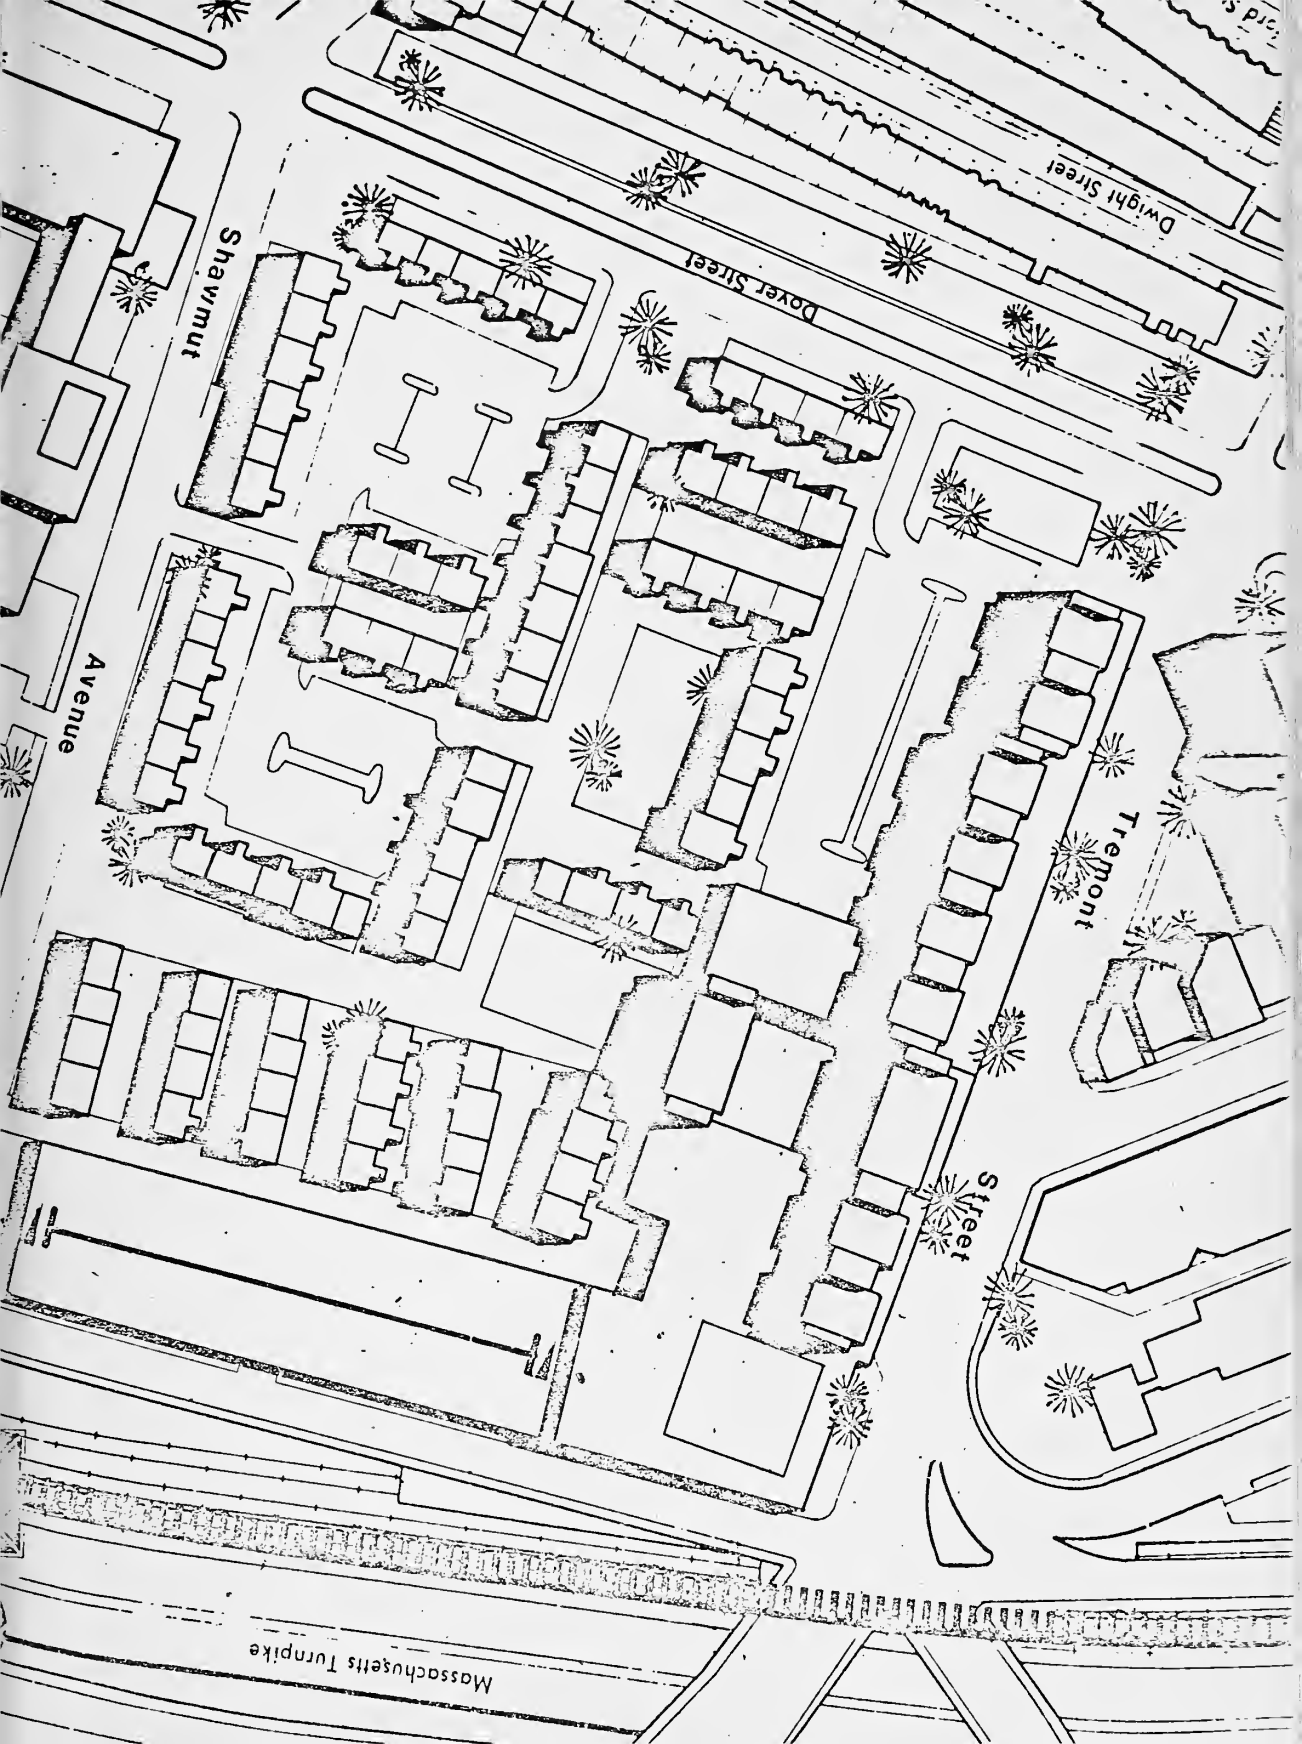 Dwight Street
Dover Street
Shawmut
Avenue
Tremont
Street
Massachusetts Turnpike